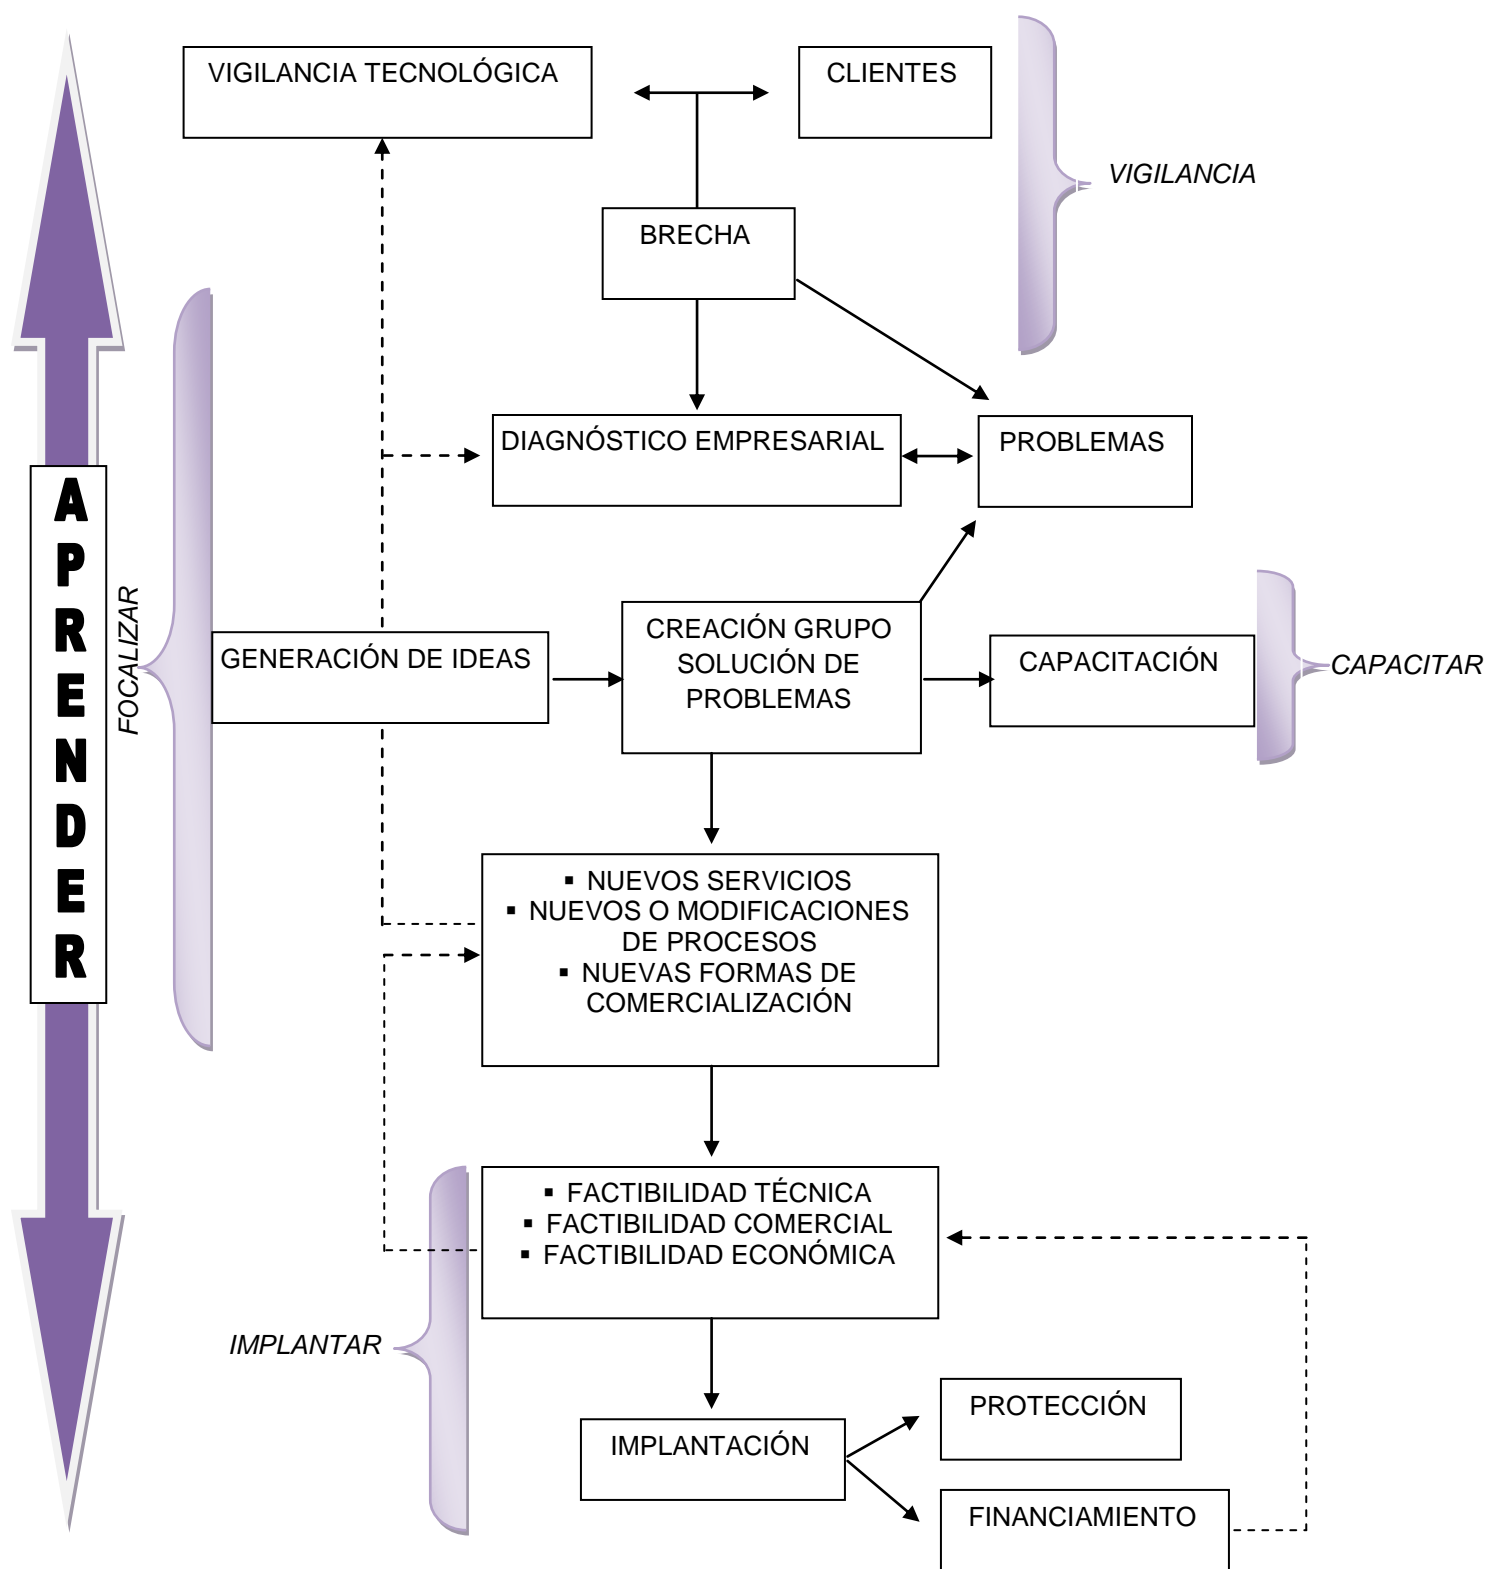 VIGILANCIA TECNOLÓGICA
CLIENTES
VIGILANCIA
BRECHA
DIAGNÓSTICO EMPRESARIAL
PROBLEMAS
APRENDER
FOCALIZAR
GENERACIÓN DE IDEAS
CREACIÓN GRUPO
SOLUCIÓN DE
PROBLEMAS
CAPACITACIÓN
CAPACITAR
▪ NUEVOS SERVICIOS
▪ NUEVOS O MODIFICACIONES
DE PROCESOS
▪ NUEVAS FORMAS DE
COMERCIALIZACIÓN
▪ FACTIBILIDAD TÉCNICA
▪ FACTIBILIDAD COMERCIAL
▪ FACTIBILIDAD ECONÓMICA
IMPLANTAR
IMPLANTACIÓN
PROTECCIÓN
FINANCIAMIENTO